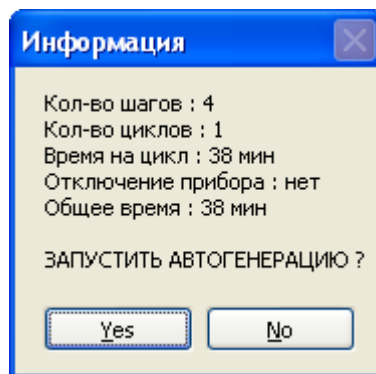 Информация
Кол-во шагов : 4
Кол-во циклов : 1
Время на цикл : 38 мин
Отключение прибора : нет
Общее время : 38 мин
ЗАПУСТИТЬ АВТОГЕНЕРАЦИЮ ?
Yes No